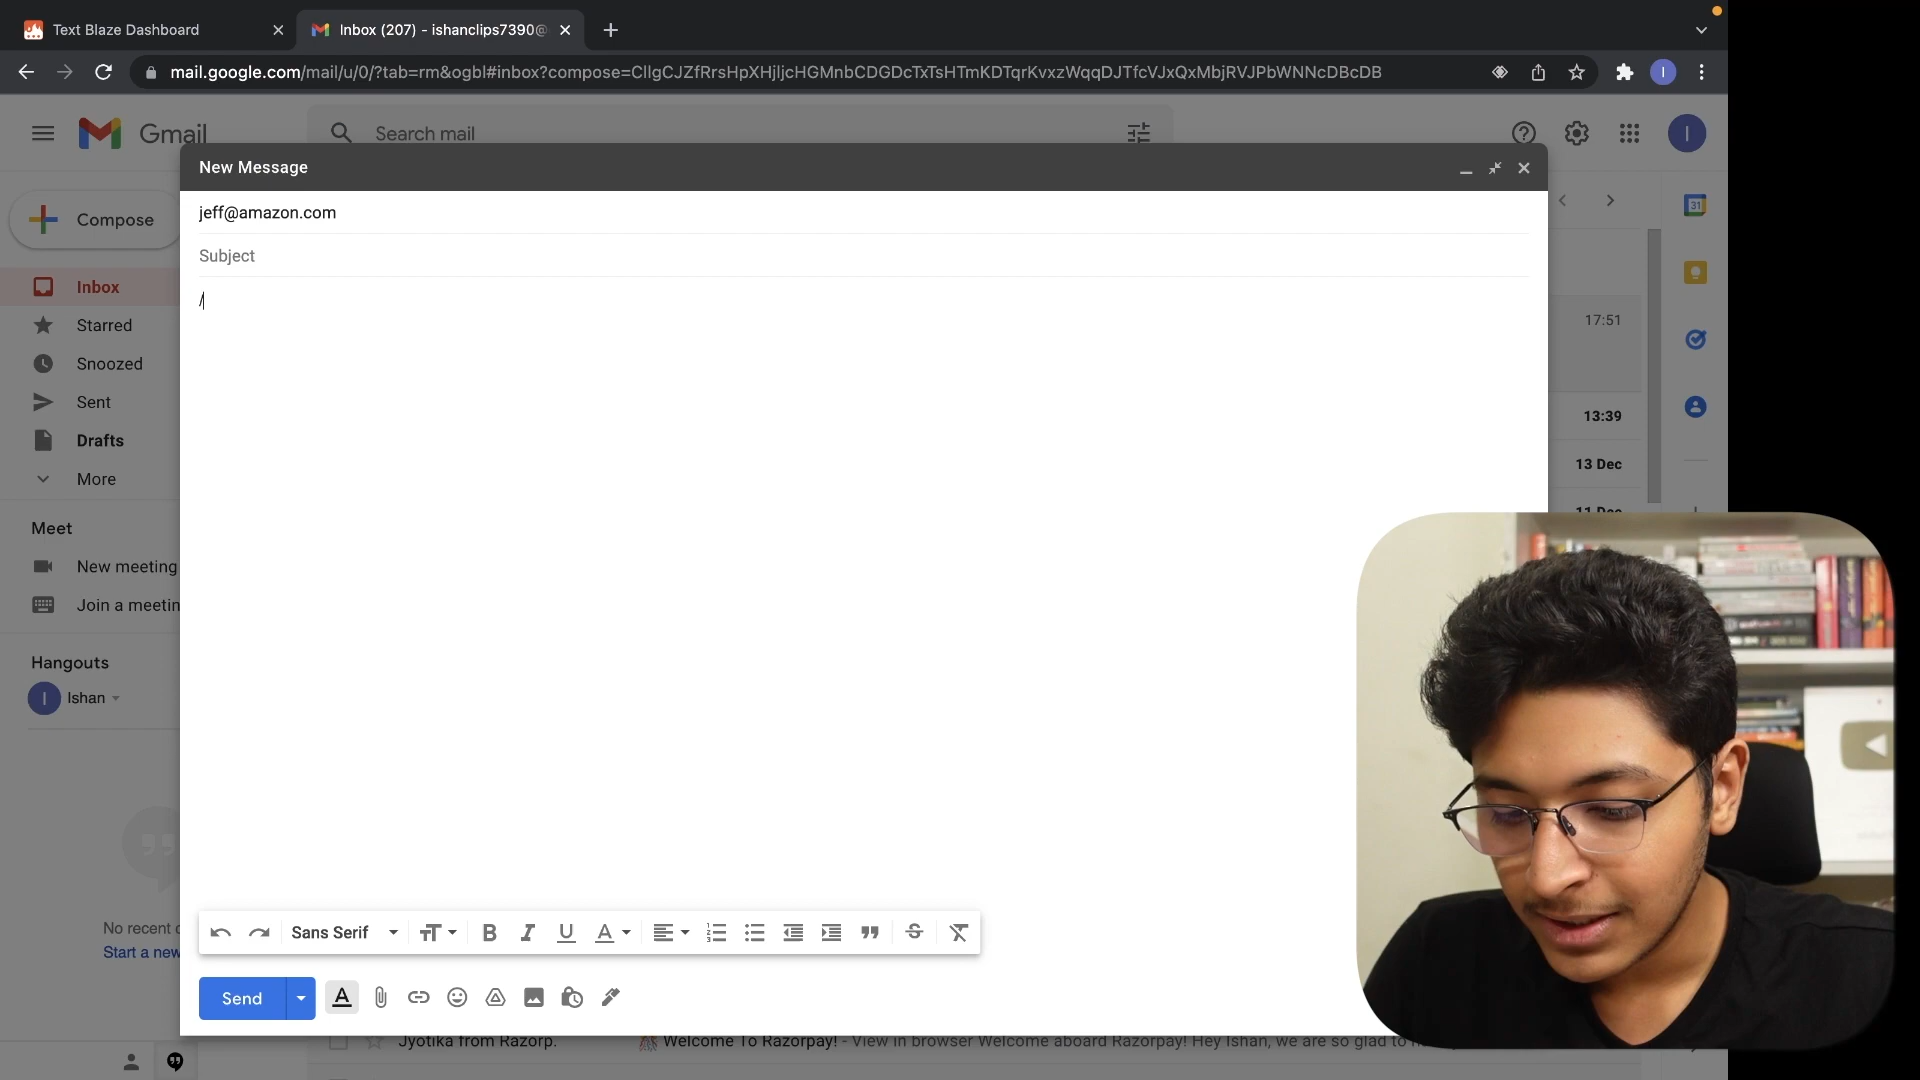 Text Blaze Dashboard
Inbox (207) - ishanclips7390@
mail.google.com/mail/u/0/?tab=rm&ogbl#inbox?compose=CllgCJZfRrsHpXHjljcHGMnbCDGDcTxTsHTmKDTqrKvxzWqqDJTfcVJxQxMbjRVJPbWNNcDBcDB
I
Gmail
Search mail
I
New Message
jeff@amazon.com
Subject
/
Compose
Inbox
Starred
Snoozed
Sent
Drafts
More
Meet
New meeting
Join a meetin
Hangouts
I
Ishan
No recent
Start a new
31
17:51
13:39
13 Dec
11 Dec
Sans Serif
B I U A
Send
A
Jyotika from Razorp.
Welcome To Razorpay! - View in browser Welcome aboard Razorpay! Hey Ishan, we are so glad to